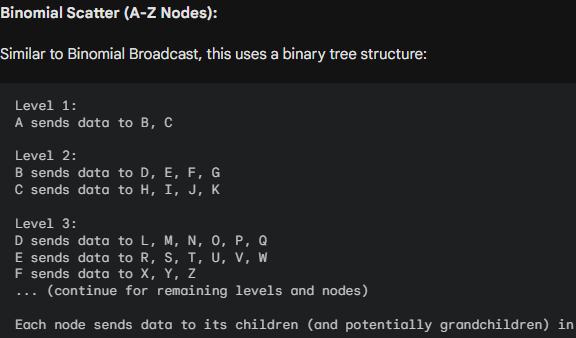 Binomial Scatter (A-Z Nodes):
Similar to Binomial Broadcast, this uses a binary tree structure:
Level 1:
A sends data to B, C
Level 2:
B sends data to D, E, F, G
C sends data to H, I, J, K
Level 3:
D sends data to L, M, N, O, P, Q
E sends data to R, S, T, U, V, W
F sends data to X, Y, Z
... (continue for remaining levels and nodes)
Each node sends data to its children (and potentially grandchildren) in